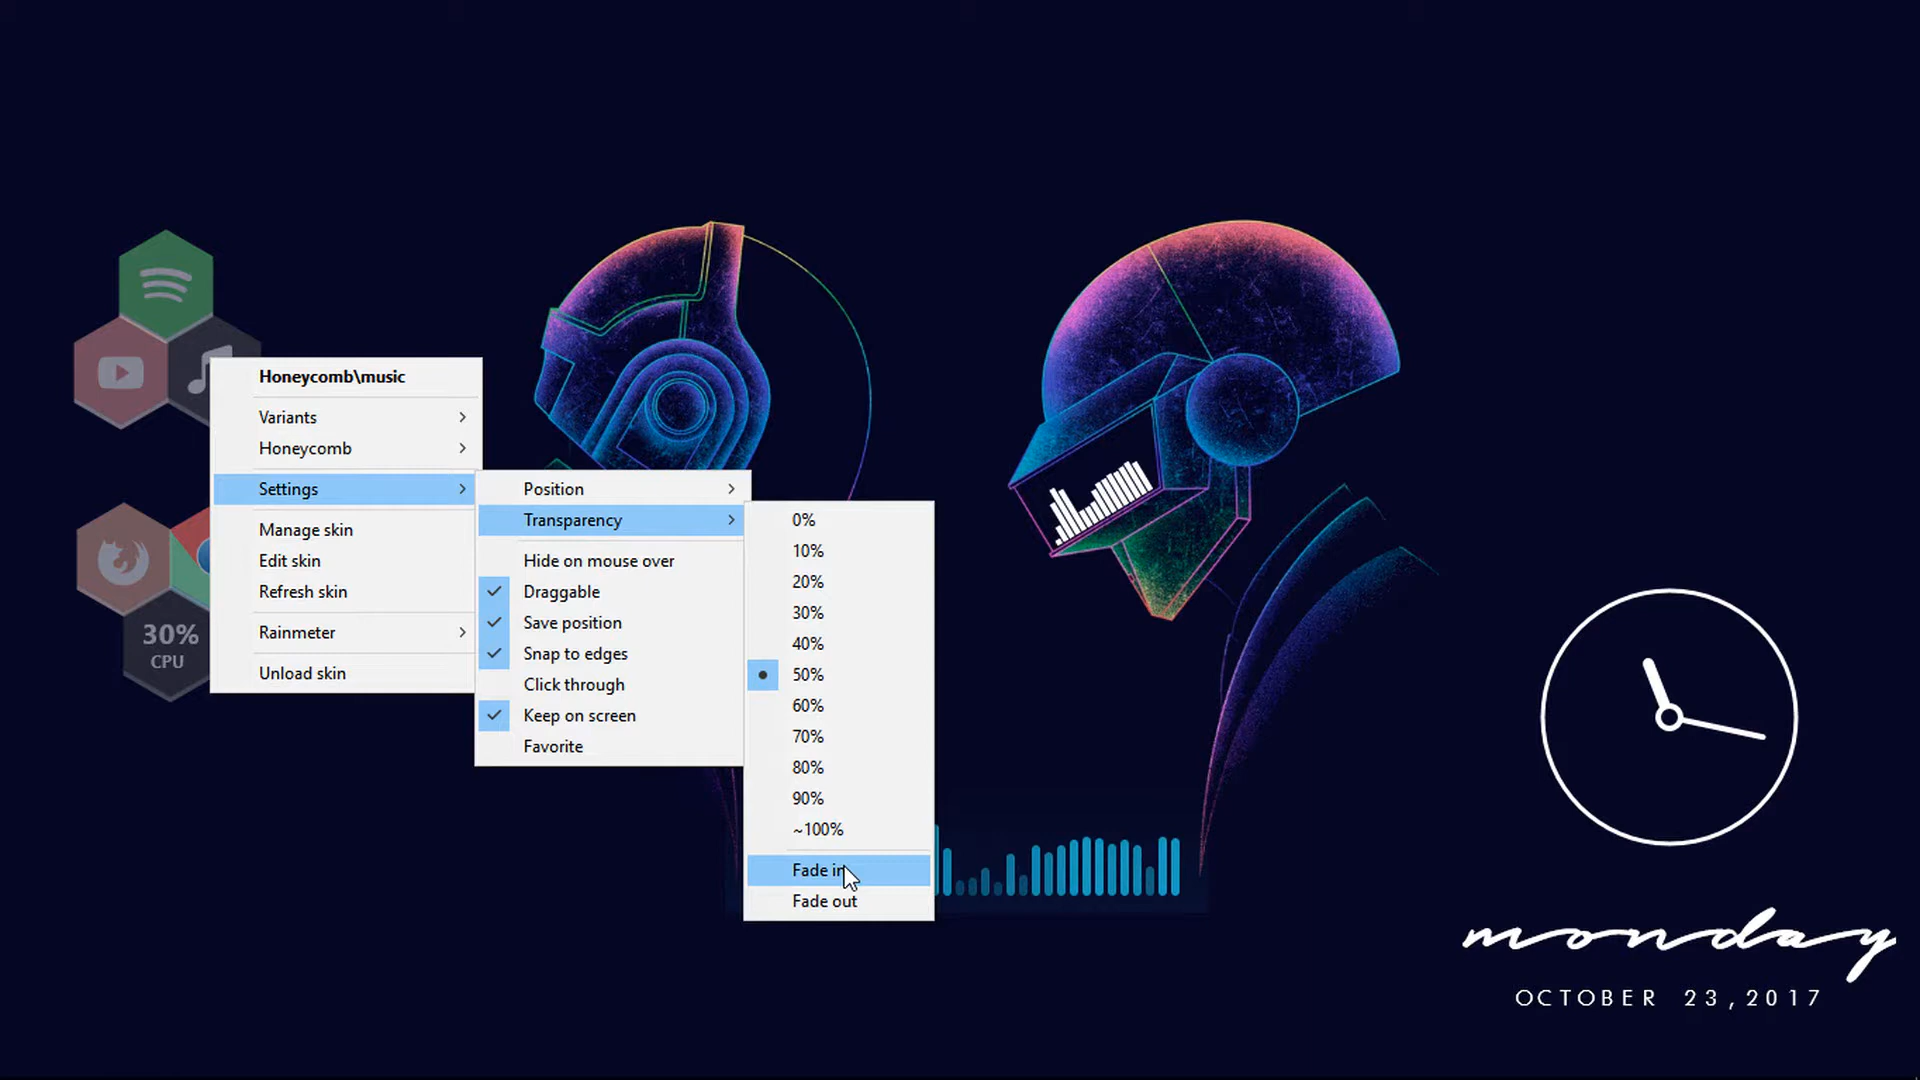 Honeycomb\music
Variants
Honeycomb
Settings
Manage skin
Edit skin
Refresh skin
Rainmeter
Unload skin
Position
Transparency
Hide on mouse over
Draggable
Save position
Snap to edges
Click through
Keep on screen
Favorite
0%
10%
20%
30%
40%
50%
60%
70%
80%
90%
~100%
Fade in
Fade out
30%
CPU
monday
OCTOBER 23,2017